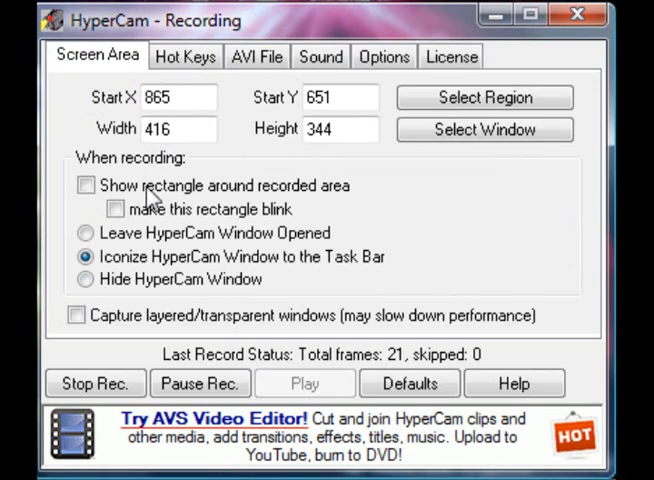 HyperCam - Recording
Screen Area Hot Keys AVI File Sound Options License
Start X 865 Start Y 651 Select Region
Width 416 Height 344 Select Window
When recording:
Show rectangle around recorded area
make this rectangle blink
Leave HyperCam Window Opened
Iconize HyperCam Window to the Task Bar
Hide HyperCam Window
Capture layered/transparent windows (may slow down performance)
Last Record Status: Total frames: 21, skipped: 0
Stop Rec. Pause Rec. Play Defaults Help
Try AVS Video Editor! Cut and join HyperCam clips and
other media, add transitions, effects, titles, music. Upload to
YouTube, burn to DVD!
HOT